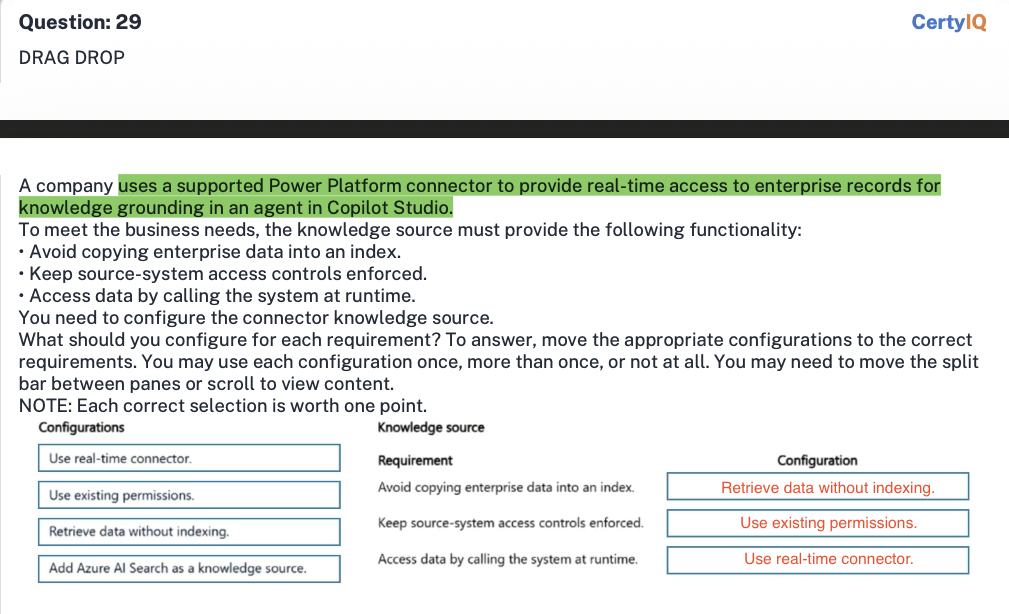 Question: 29
CertyIQ
DRAG DROP
A company uses a supported Power Platform connector to provide real-time access to enterprise records for
knowledge grounding in an agent in Copilot Studio.
To meet the business needs, the knowledge source must provide the following functionality:
• Avoid copying enterprise data into an index.
• Keep source-system access controls enforced.
• Access data by calling the system at runtime.
You need to configure the connector knowledge source.
What should you configure for each requirement? To answer, move the appropriate configurations to the correct
requirements. You may use each configuration once, more than once, or not at all. You may need to move the split
bar between panes or scroll to view content.
NOTE: Each correct selection is worth one point.
Configurations
Use real-time connector.
Use existing permissions.
Retrieve data without indexing.
Add Azure AI Search as a knowledge source.
Knowledge source
Requirement Configuration
Avoid copying enterprise data into an index. Retrieve data without indexing.
Keep source-system access controls enforced. Use existing permissions.
Access data by calling the system at runtime. Use real-time connector.